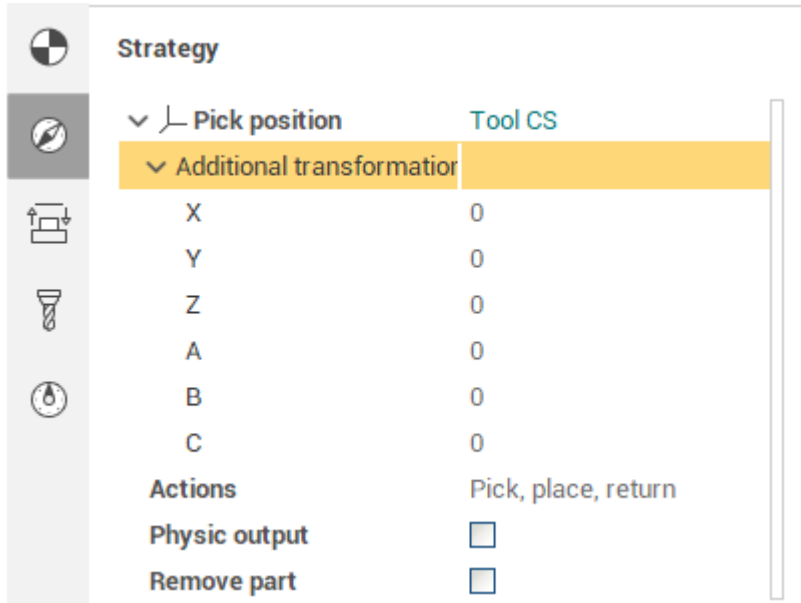 Strategy
Pick position Tool CS
Additional transformation
X 0
Y 0
Z 0
A 0
B 0
C 0
Actions Pick, place, return
Physic output
Remove part